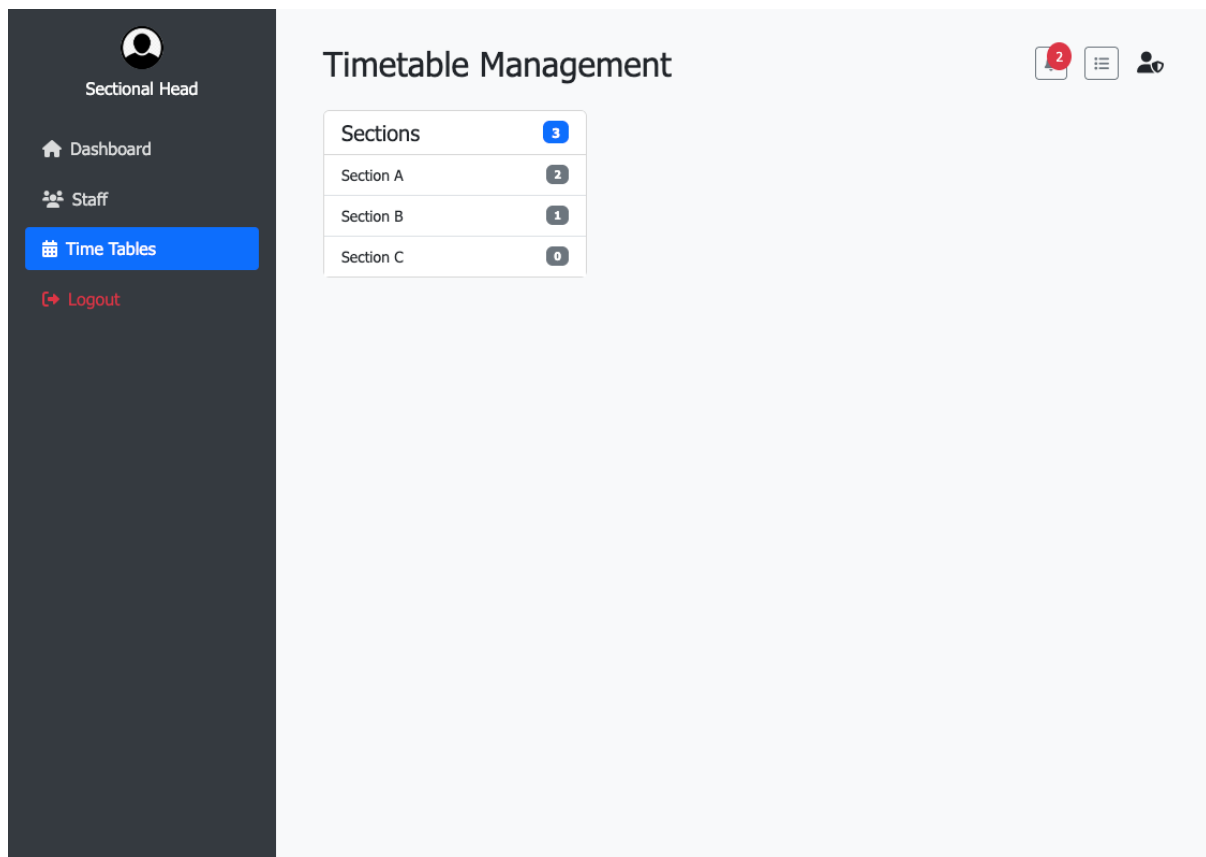 Sectional Head
Dashboard
Staff
Time Tables
Logout
Timetable Management
2
Sections 3
Section A 2
Section B 1
Section C 0